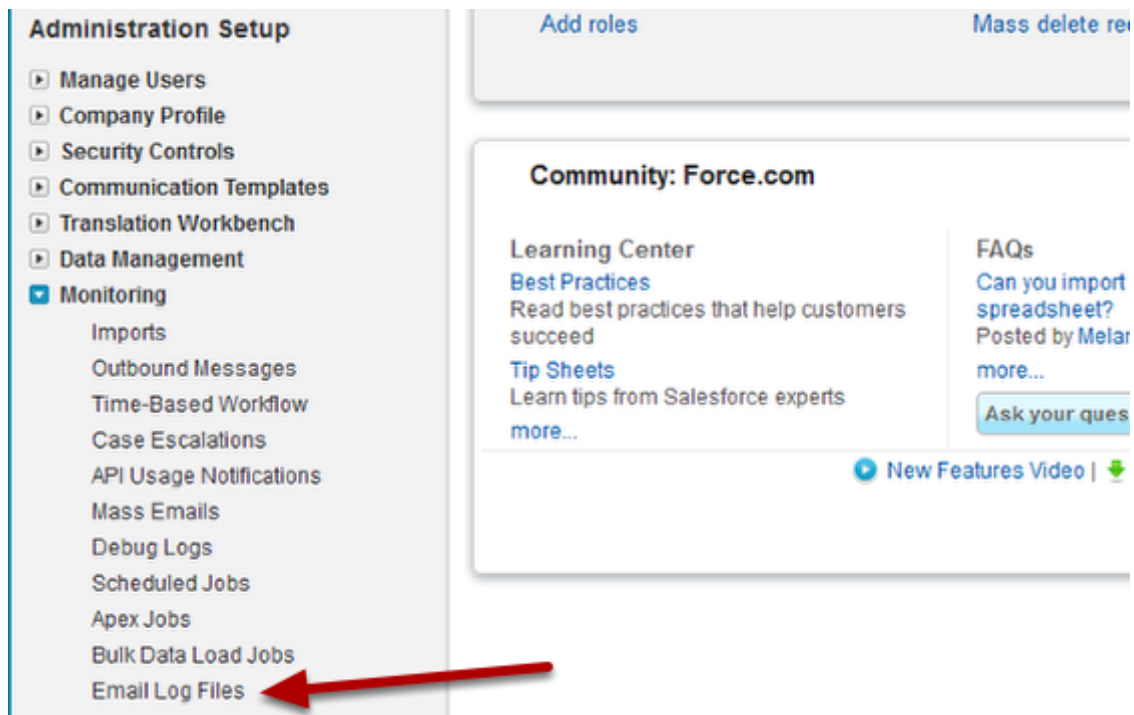 Administration Setup
Manage Users
Company Profile
Security Controls
Communication Templates
Translation Workbench
Data Management
Monitoring
Imports
Outbound Messages
Time-Based Workflow
Case Escalations
API Usage Notifications
Mass Emails
Debug Logs
Scheduled Jobs
Apex Jobs
Bulk Data Load Jobs
Email Log Files
Add roles
Mass delete
Community: Force.com
Learning Center
Best Practices
Read best practices that help customers
succeed
Tip Sheets
Learn tips from Salesforce experts
more...
FAQs
Can you import
spreadsheet?
Posted by
more...
Ask your
New Features Video |